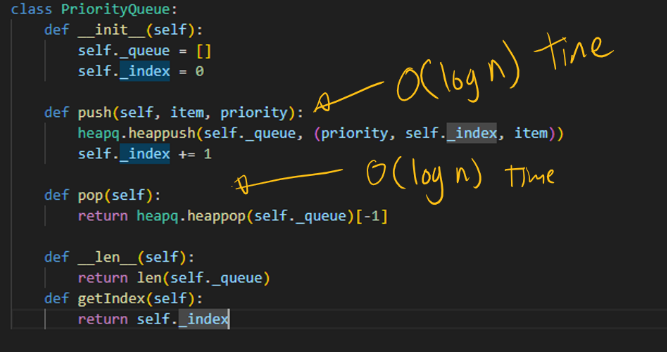 class PriorityQueue:
    def __init__(self):
        self._queue = []
        self._index = 0
O(log n) time
    def push(self, item, priority):
        heapq.heappush(self._queue, (priority, self._index, item))
        self._index += 1
O(log n) time
    def pop(self):
        return heapq.heappop(self._queue)[-1]
    def __len__(self):
        return len(self._queue)
    def getIndex(self):
        return self._index